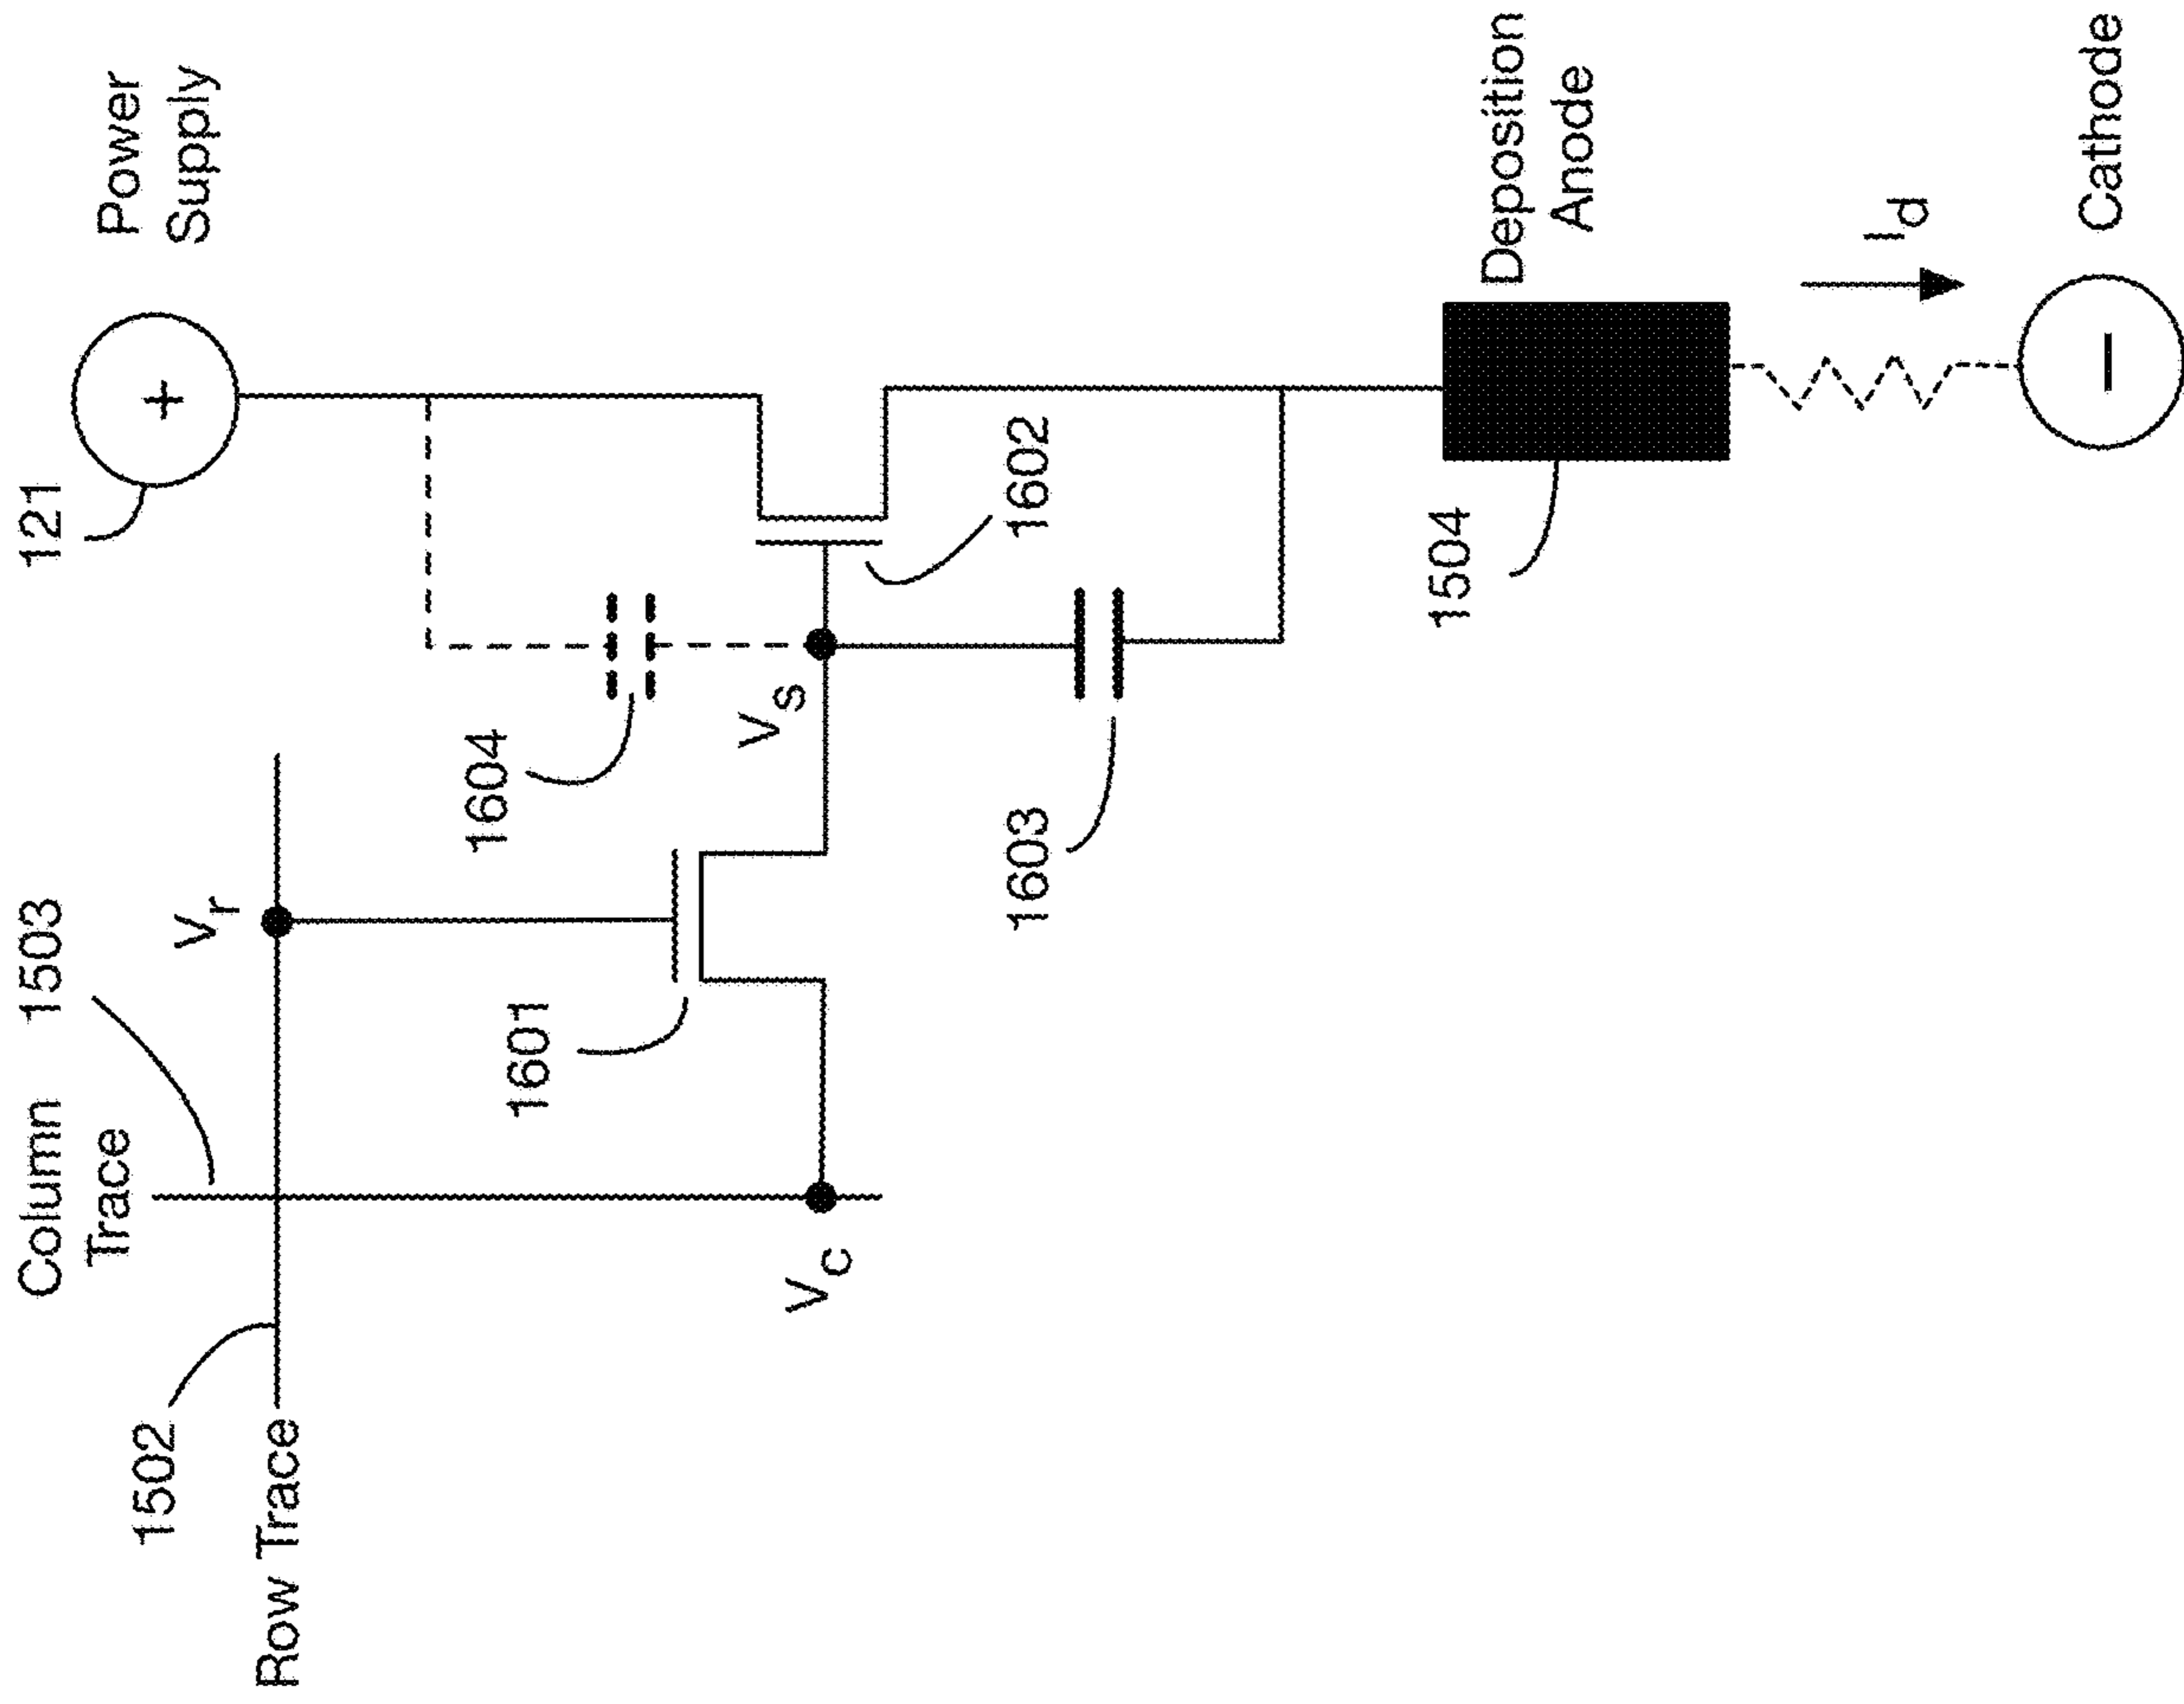 Column
Trace
1503
121
Power
Supply
1502
V_r
Row Trace
1604
1601
V_s
V_c
1603
1602
1504
Deposition
Anode
I_d
Cathode
+
−